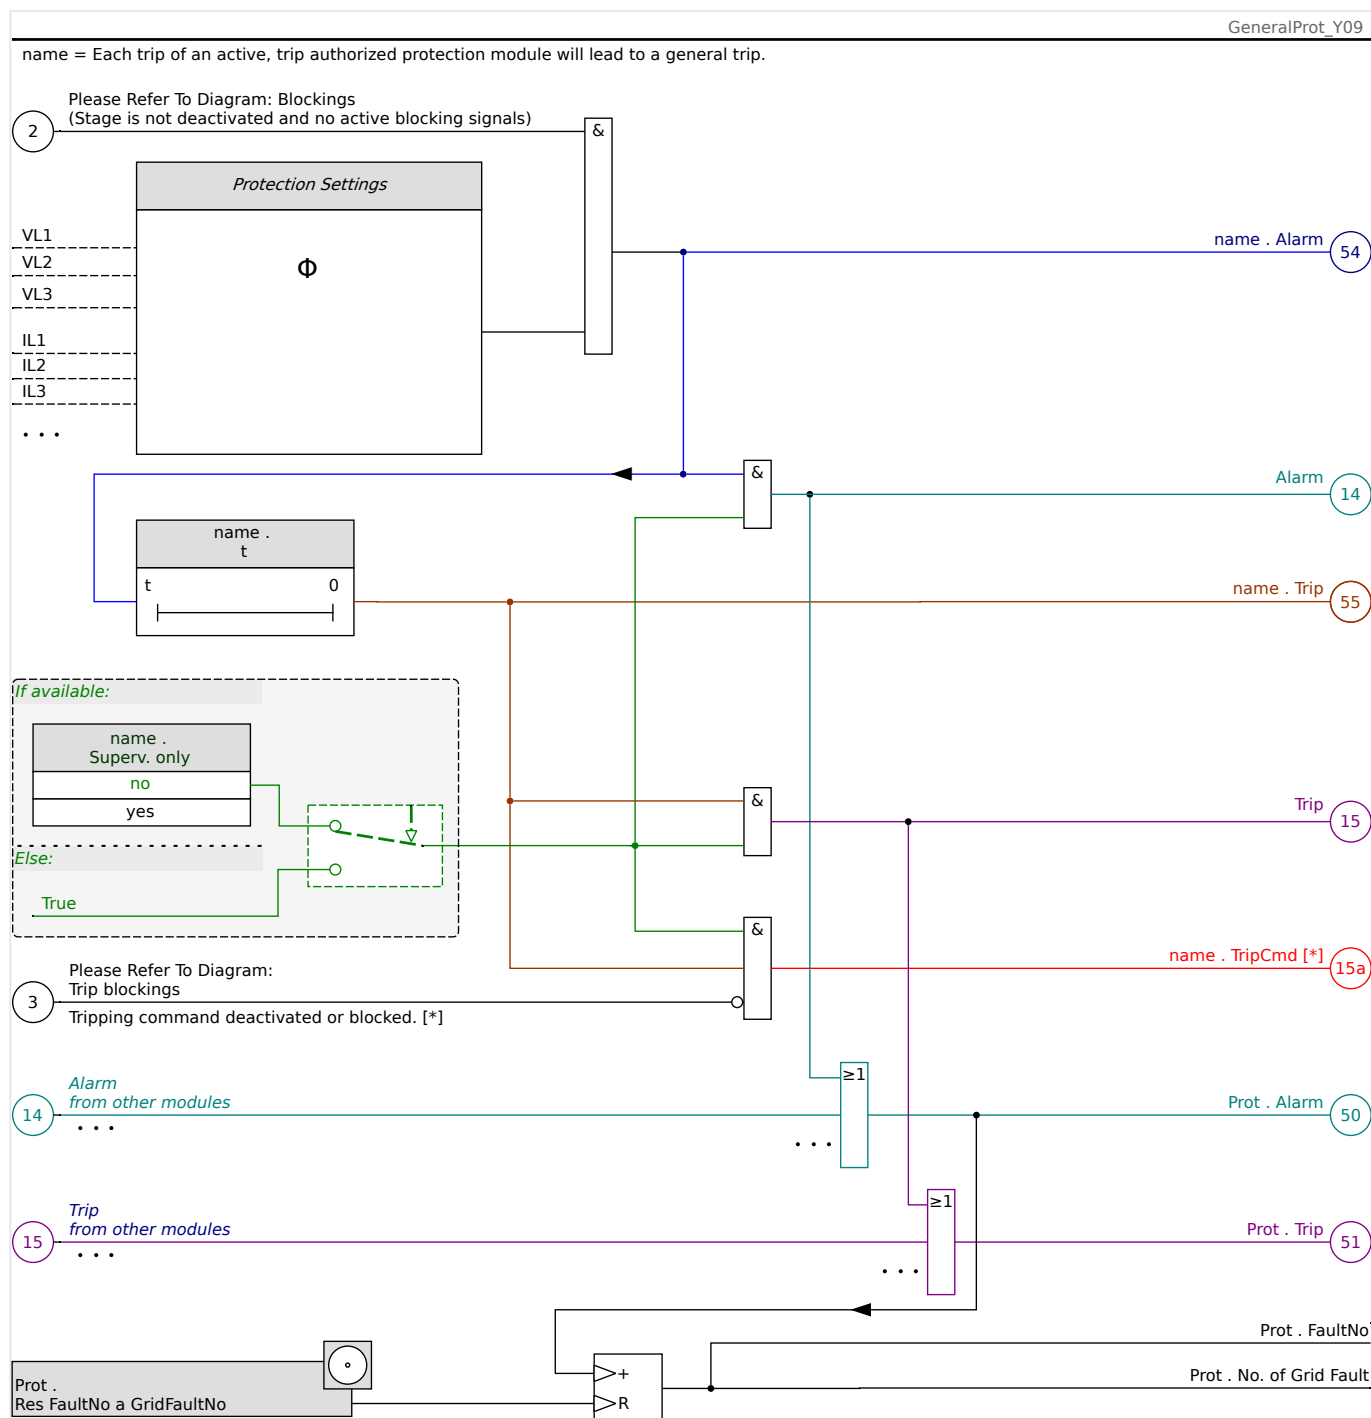 GeneralProt_Y09
name = Each trip of an active, trip authorized protection module will lead to a general trip.
Please Refer To Diagram: Blockings
(Stage is not deactivated and no active blocking signals)
2
&
Protection Settings
Φ
VL1
VL2
VL3
IL1
IL2
IL3
. . .
name . Alarm
54
&
Alarm
14
name .
t
t 0
name . Trip
55
If available:
name .
Superv. only
no
yes
Else:
True
&
Trip
15
&
name . TripCmd [*]
15a
Please Refer To Diagram:
Trip blockings
3
Tripping command deactivated or blocked. [*]
≥1
Alarm
from other modules
14
. . .
. . .
Prot . Alarm
50
≥1
Trip
from other modules
15
. . .
. . .
Prot . Trip
51
Prot . FaultNo
Prot . No. of Grid Fault
+
R
Prot .
Res FaultNo a GridFaultNo